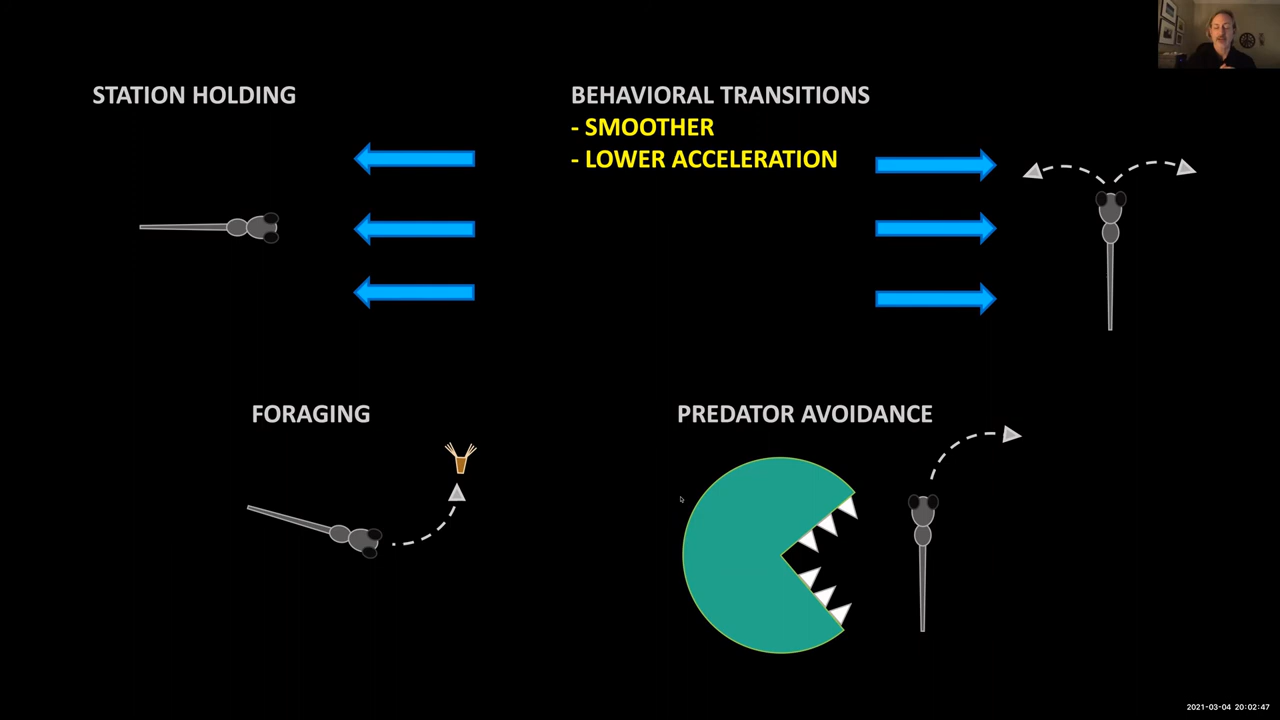 STATION HOLDING
BEHAVIORAL TRANSITIONS
- SMOOTHER
- LOWER ACCELERATION
FORAGING
PREDATOR AVOIDANCE
2021-03-04 20:02:47